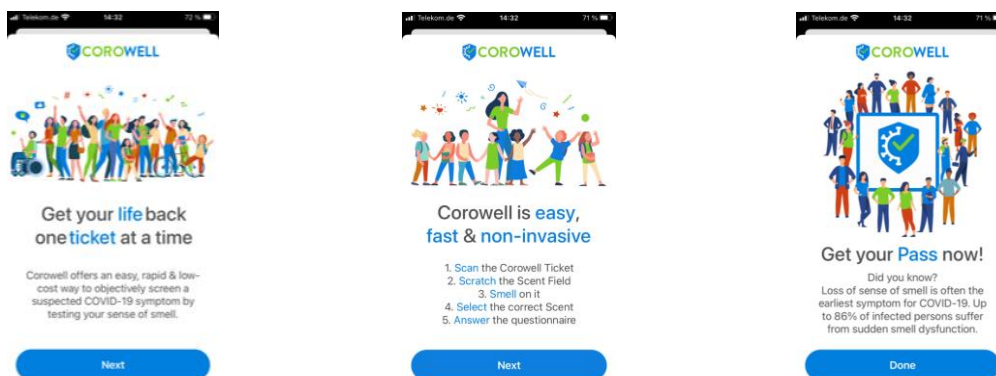 Telekom.de 14:32 72 %
COROWELL
Get your life back
one ticket at a time
Corowell offers an easy, rapid & low-
cost way to objectively screen a
suspected COVID-19 symptom by
testing your sense of smell.
Next
Telekom.de 14:32 71 %
COROWELL
Corowell is easy,
fast & non-invasive
1. Scan the Corowell Ticket
2. Scratch the Scent Field
3. Smell on it
4. Select the correct Scent
5. Answer the questionnaire
Next
Telekom.de 14:32 71 %
COROWELL
Get your Pass now!
Did you know?
Loss of sense of smell is often the
earliest symptom for COVID-19. Up
to 86% of infected persons suffer
from sudden smell dysfunction.
Done